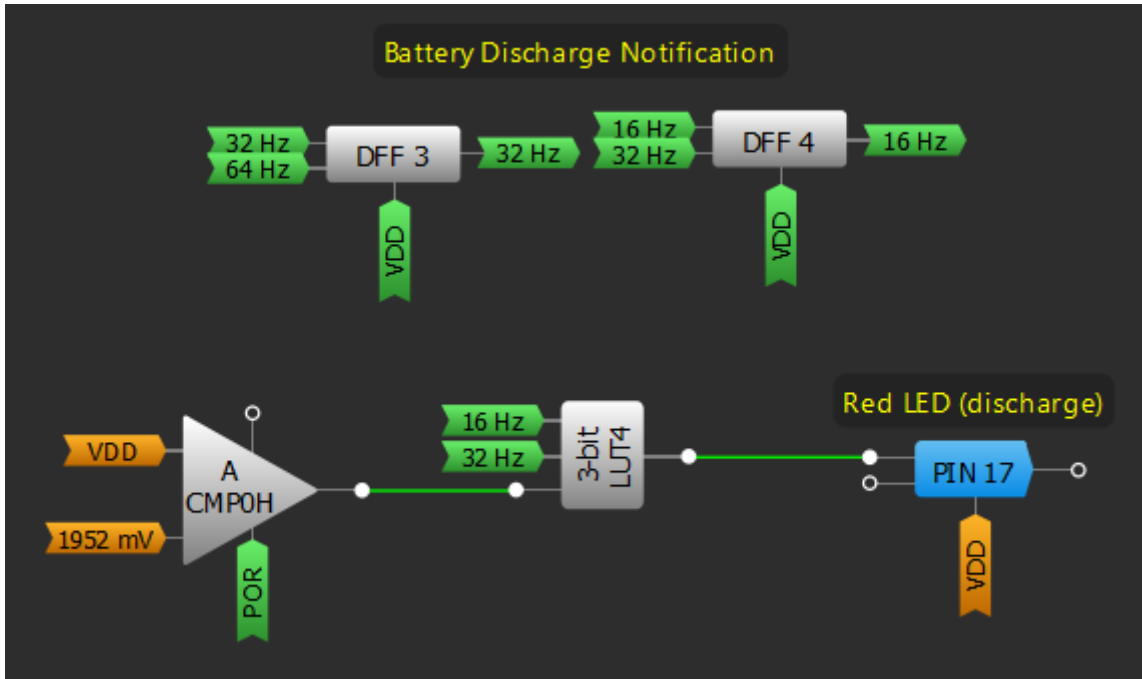 Battery Discharge Notification
32 Hz
64 Hz
DFF 3
32 Hz
VDD
16 Hz
32 Hz
DFF 4
16 Hz
VDD
VDD
1952 mV
A
CMP0H
POR
16 Hz
32 Hz
3-bit
LUT4
Red LED (discharge)
PIN 17
VDD